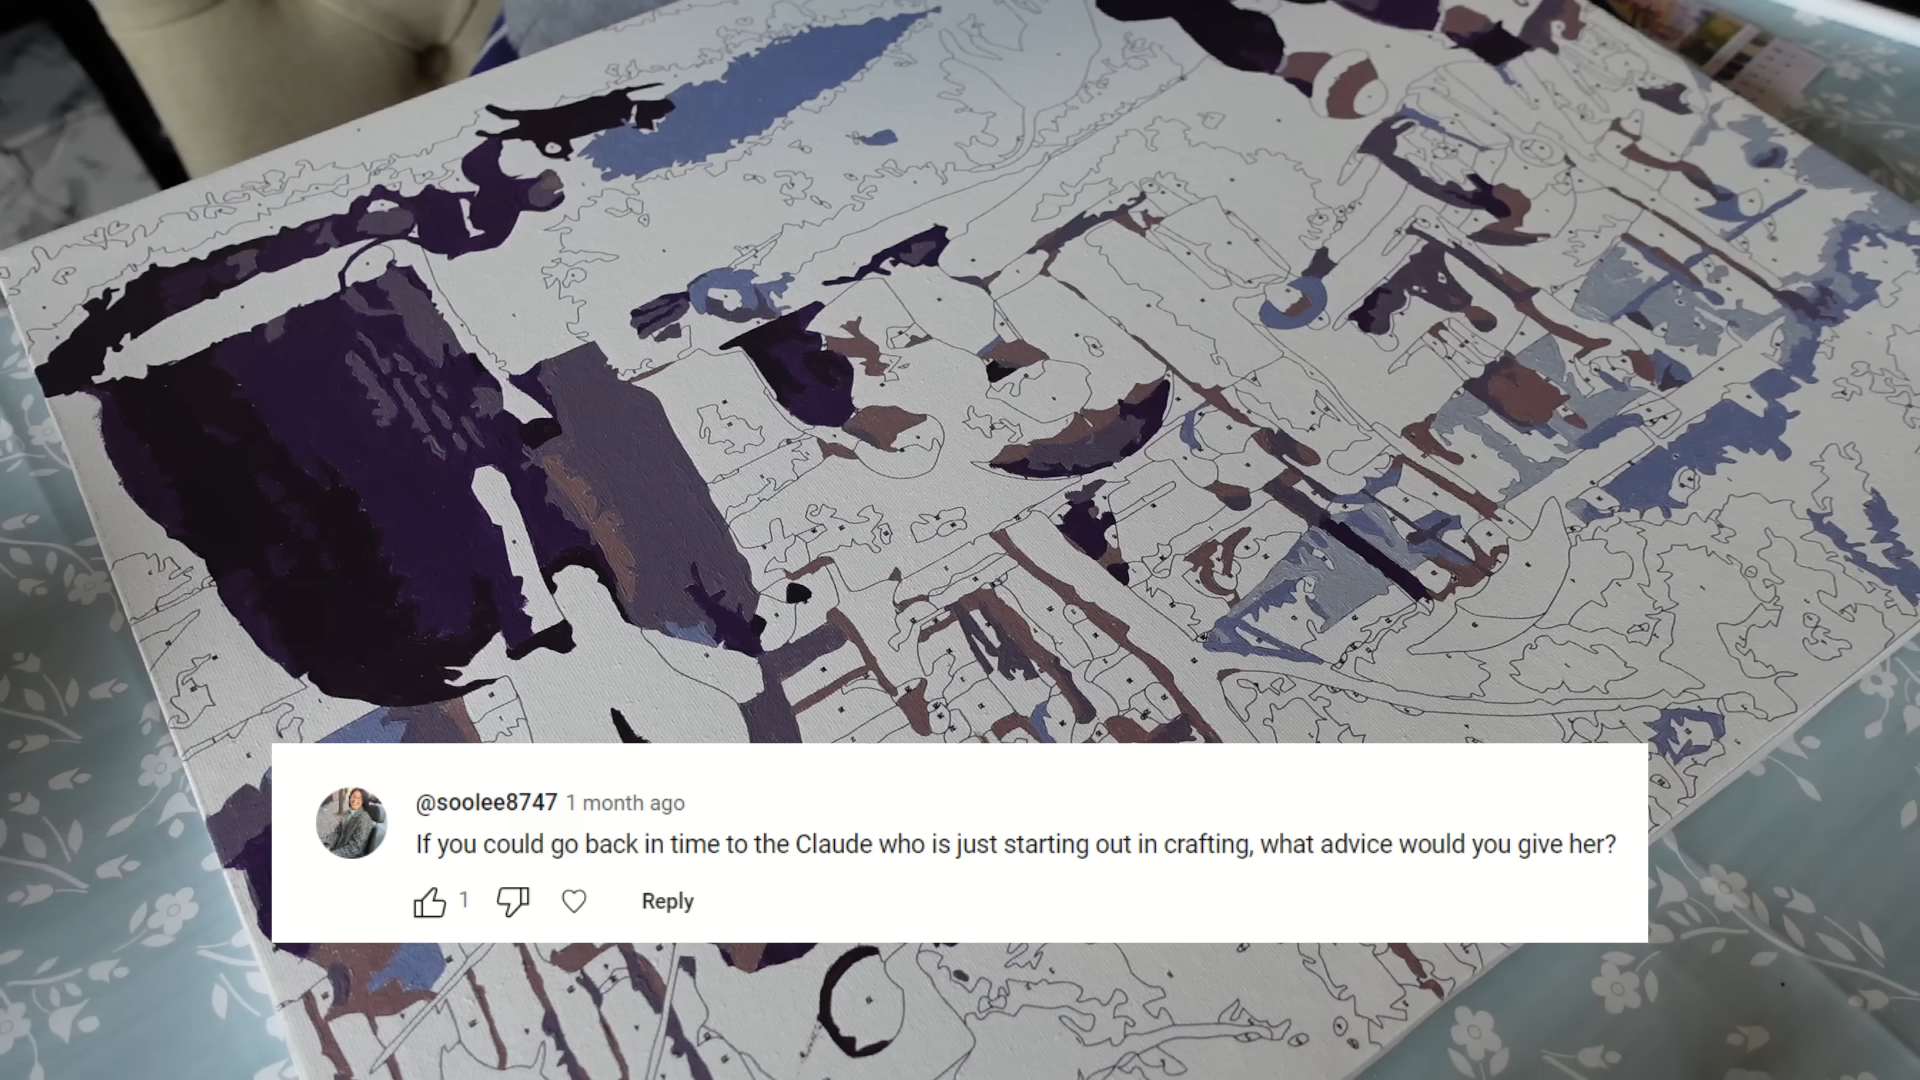 @soolee8747 1 month ago
If you could go back in time to the Claude who is just starting out in crafting, what advice would you give her?
1
Reply